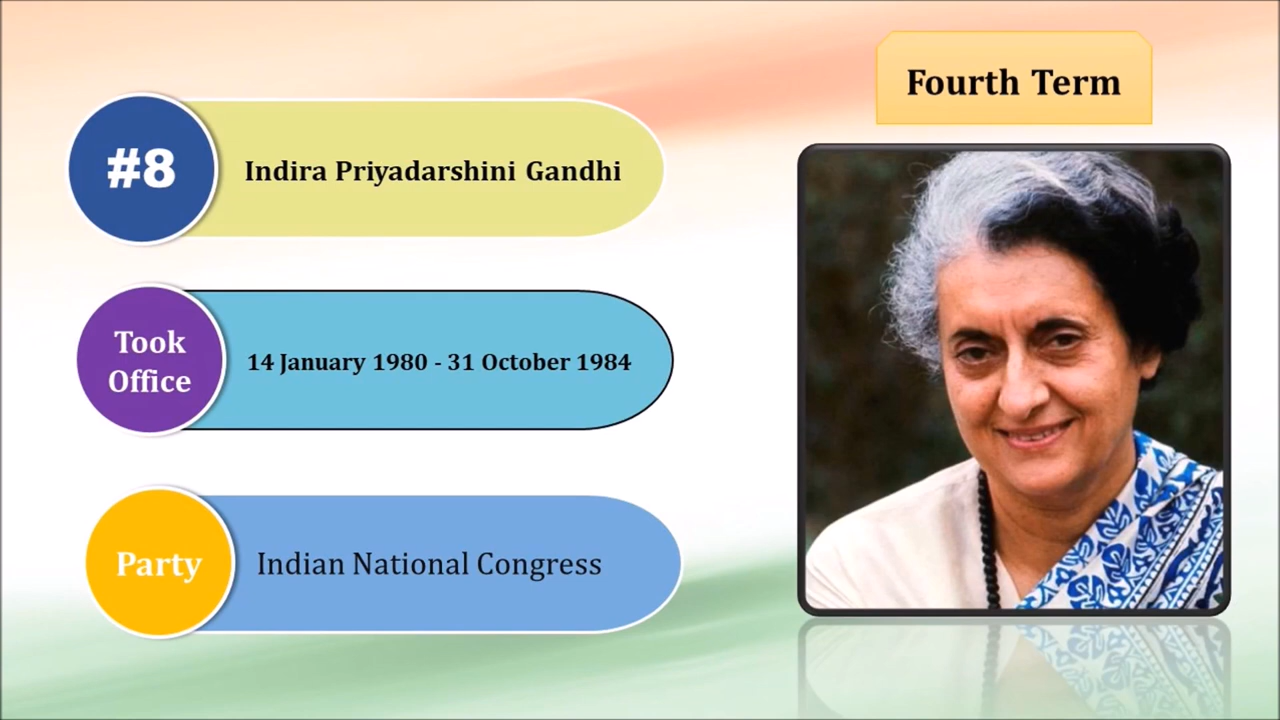 Fourth Term
#8
Indira Priyadarshini Gandhi
Took
Office
14 January 1980 - 31 October 1984
Party
Indian National Congress